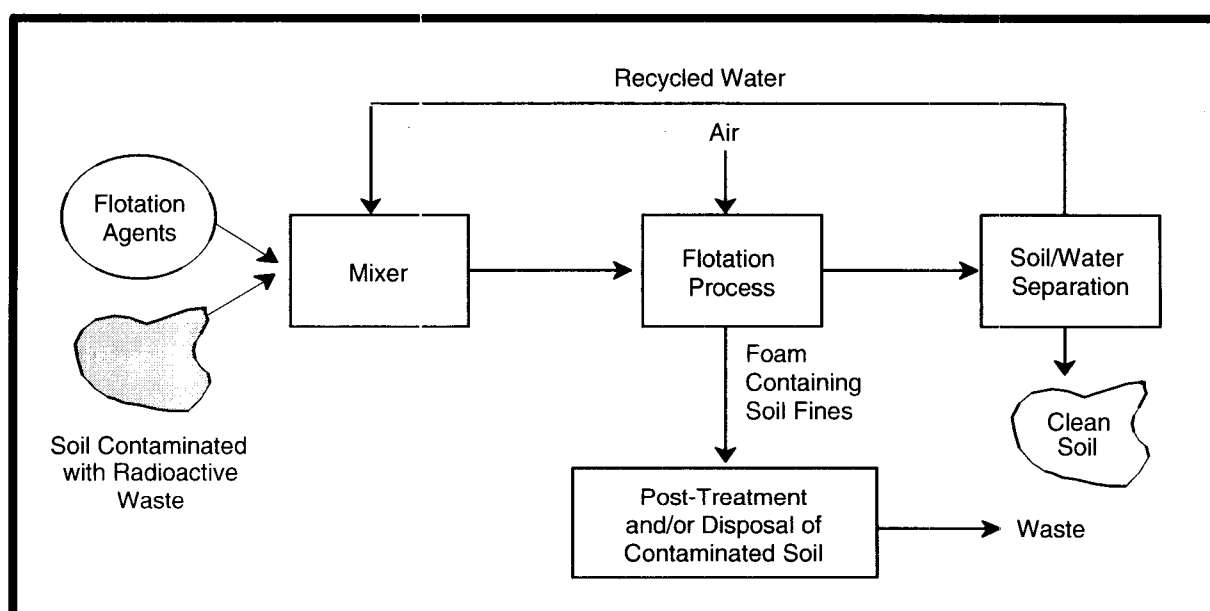 Recycled Water
Air
Flotation
Agents
Mixer
Flotation
Process
Soil/Water
Separation
Foam
Containing
Soil Fines
Clean
Soil
Soil Contaminated
with Radioactive
Waste
Post-Treatment
and/or Disposal of
Contaminated Soil
Waste